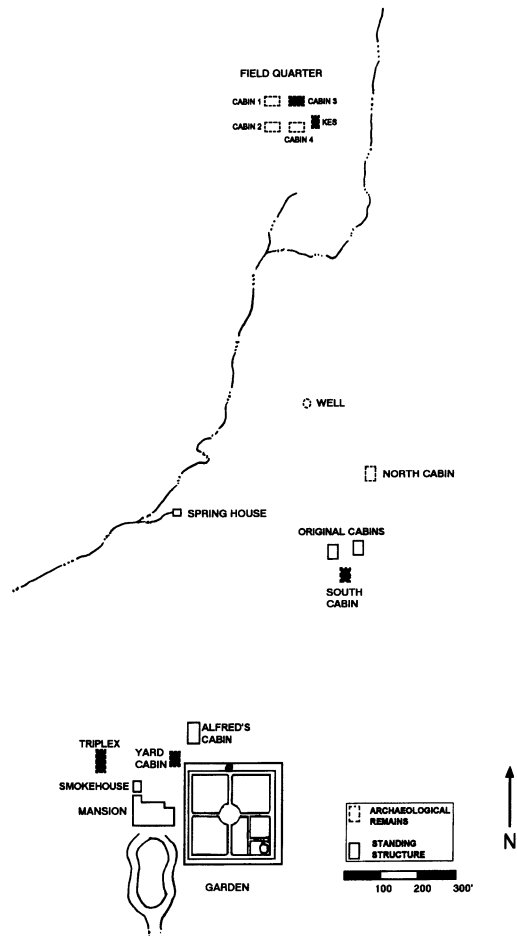 FIELD QUARTER
CABIN 1
CABIN 3
KES
CABIN 2
CABIN 4
WELL
NORTH CABIN
SPRING HOUSE
ORIGINAL CABINS
SOUTH
CABIN
ALFRED'S
CABIN
TRIPLEX
YARD
CABIN
SMOKEHOUSE
MANSION
GARDEN
ARCHAEOLOGICAL
REMAINS
STANDING
STRUCTURE
100 200 300'
N